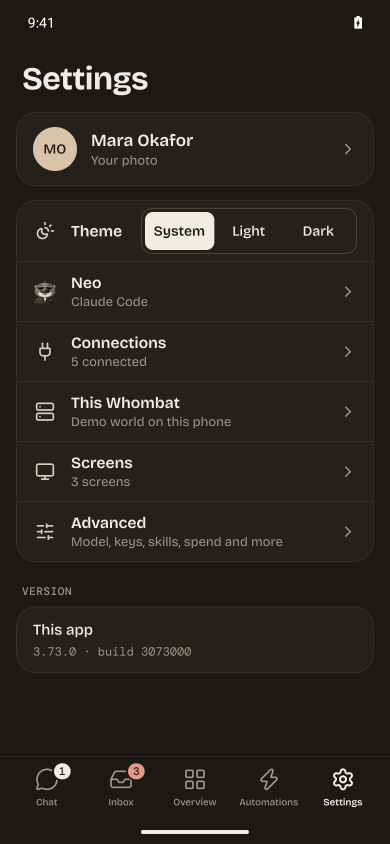 9:41
Settings
MO
Mara Okafor
Your photo
Theme
System
Light
Dark
Neo
Claude Code
Connections
5 connected
This Whombat
Demo world on this phone
Screens
3 screens
Advanced
Model, keys, skills, spend and more
VERSION
This app
3.73.0 · build 3073000
1
3
Chat
Inbox
Overview
Automations
Settings